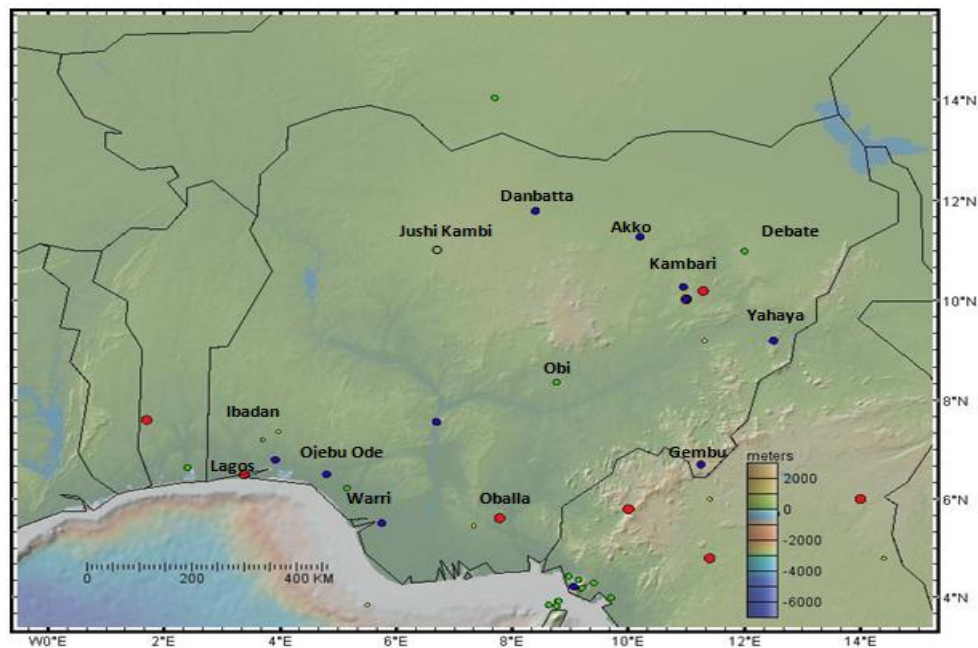 14°N
Danbatta
12°N
Jushi Kambi
Akko
Debate
Kambari
10°N
Yahaya
Obi
8°N
Ibadan
Ojebu Ode
Gembu
Lagos
meters
2000
Warri
Oballa
6°N
0
-2000
0 200 400 KM
-4000
4°N
-6000
W0°E 2°E 4°E 6°E 8°E 10°E 12°E 14°E